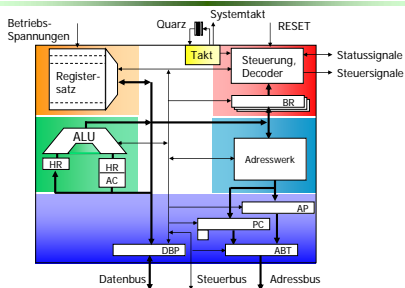 Betriebs-
Spannungen
Quarz
Systemtakt
RESET
Takt
Steuerung,
Decoder
Statussignale
Steuersignale
Register-
satz
BR
ALU
HR
HR
AC
Adresswerk
AP
PC
DBP
ABT
Datenbus
Steuerbus
Adressbus